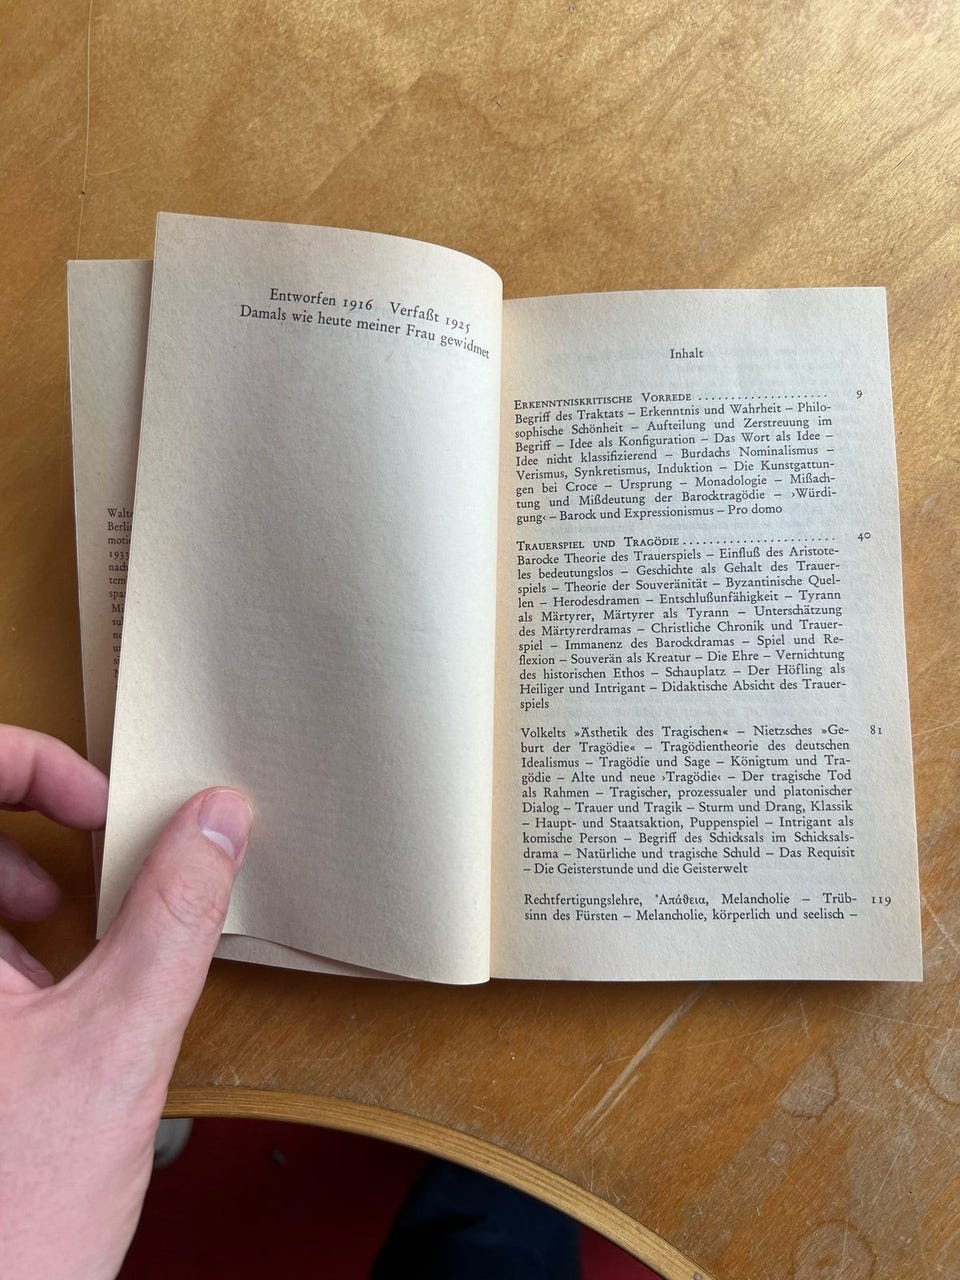 Walte
Berli
moti
1933
nach
tem
spa
Mi
su
ne
u
s
Entworfen 1916 Verfaßt 1925
Damals wie heute meiner Frau gewidmet
Inhalt
Erkenntniskritische Vorrede . . . . . . . . . . . . . . . . . . . 9
Begriff des Traktats – Erkenntnis und Wahrheit – Philo-
sophische Schönheit – Aufteilung und Zerstreuung im
Begriff – Idee als Konfiguration – Das Wort als Idee –
Idee nicht klassifizierend – Burdachs Nominalismus –
Verismus, Synkretismus, Induktion – Die Kunstgattun-
gen bei Croce – Ursprung – Monadologie – Mißach-
tung und Mißdeutung der Barocktragödie – ›Würdi-
gung‹ – Barock und Expressionismus – Pro domo
Trauerspiel und Tragödie . . . . . . . . . . . . . . . . . . . . . 40
Barocke Theorie des Trauerspiels – Einfluß des Aristote-
les bedeutungslos – Geschichte als Gehalt des Trauer-
spiels – Theorie der Souveränität – Byzantinische Quel-
len – Herodesdramen – Entschlußunfähigkeit – Tyrann
als Märtyrer, Märtyrer als Tyrann – Unterschätzung
des Märtyrerdramas – Christliche Chronik und Trauer-
spiel – Immanenz des Barockdramas – Spiel und Re-
flexion – Souverän als Kreatur – Die Ehre – Vernichtung
des historischen Ethos – Schauplatz – Der Höfling als
Heiliger und Intrigant – Didaktische Absicht des Trauer-
spiels
Volkelts »Ästhetik des Tragischen« – Nietzsches »Ge- 81
burt der Tragödie« – Tragödientheorie des deutschen
Idealismus – Tragödie und Sage – Königtum und Tra-
gödie – Alte und neue ›Tragödie‹ – Der tragische Tod
als Rahmen – Tragischer, prozessualer und platonischer
Dialog – Trauer und Tragik – Sturm und Drang, Klassik
– Haupt- und Staatsaktion, Puppenspiel – Intrigant als
komische Person – Begriff des Schicksals im Schicksals-
drama – Natürliche und tragische Schuld – Das Requisit
– Die Geisterstunde und die Geisterwelt
Rechtfertigungslehre, Ἀπάθεια, Melancholie – Trüb- 119
sinn des Fürsten – Melancholie, körperlich und seelisch –